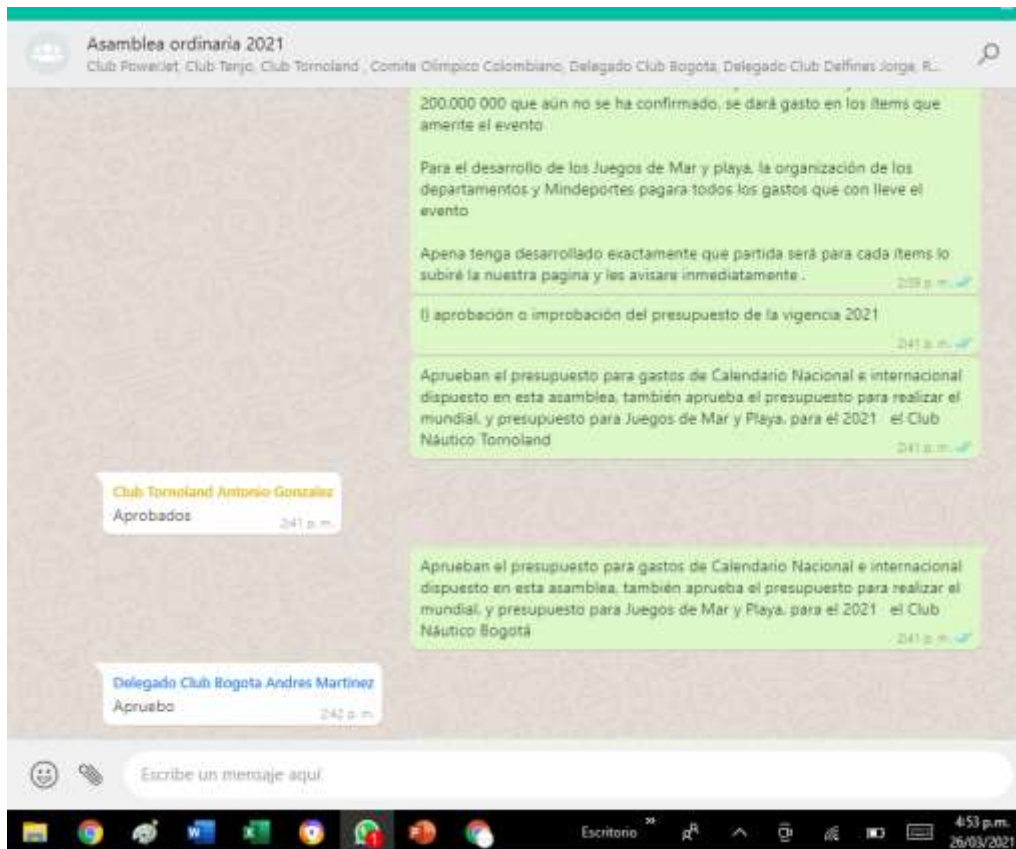 Asamblea ordinaria 2021
Club PowerJet, Club Tenjo, Club Tornoland , Comite Olimpico Colombiano, Delegado Club Bogota, Delegado Club Delfines Jorge, R...
200.000 000 que aún no se ha confirmado, se dará gasto en los ítems que
amerite el evento
Para el desarrollo de los Juegos de Mar y playa, la organización de los
departamentos y Mindeportes pagara todos los gastos que con lleve el
evento
Apena tenga desarrollado exactamente que partida será para cada ítems lo
subiré la nuestra pagina y les avisare inmediatamente .
2:39 p. m.
l) aprobación o improbación del presupuesto de la vigencia 2021
2:41 p. m.
Aprueban el presupuesto para gastos de Calendario Nacional e internacional
dispuesto en esta asamblea, también aprueba el presupuesto para realizar el
mundial, y presupuesto para Juegos de Mar y Playa, para el 2021 el Club
Náutico Tornoland
2:41 p. m.
Club Tornoland Antonio Gonzalez
Aprobados
2:41 p. m.
Aprueban el presupuesto para gastos de Calendario Nacional e internacional
dispuesto en esta asamblea, también aprueba el presupuesto para realizar el
mundial, y presupuesto para Juegos de Mar y Playa, para el 2021 el Club
Náutico Bogotá
2:41 p. m.
Delegado Club Bogota Andres Martinez
Apruebo
2:42 p. m.
Escribe un mensaje aquí
Escritorio
4:53 p.m.
26/03/2021